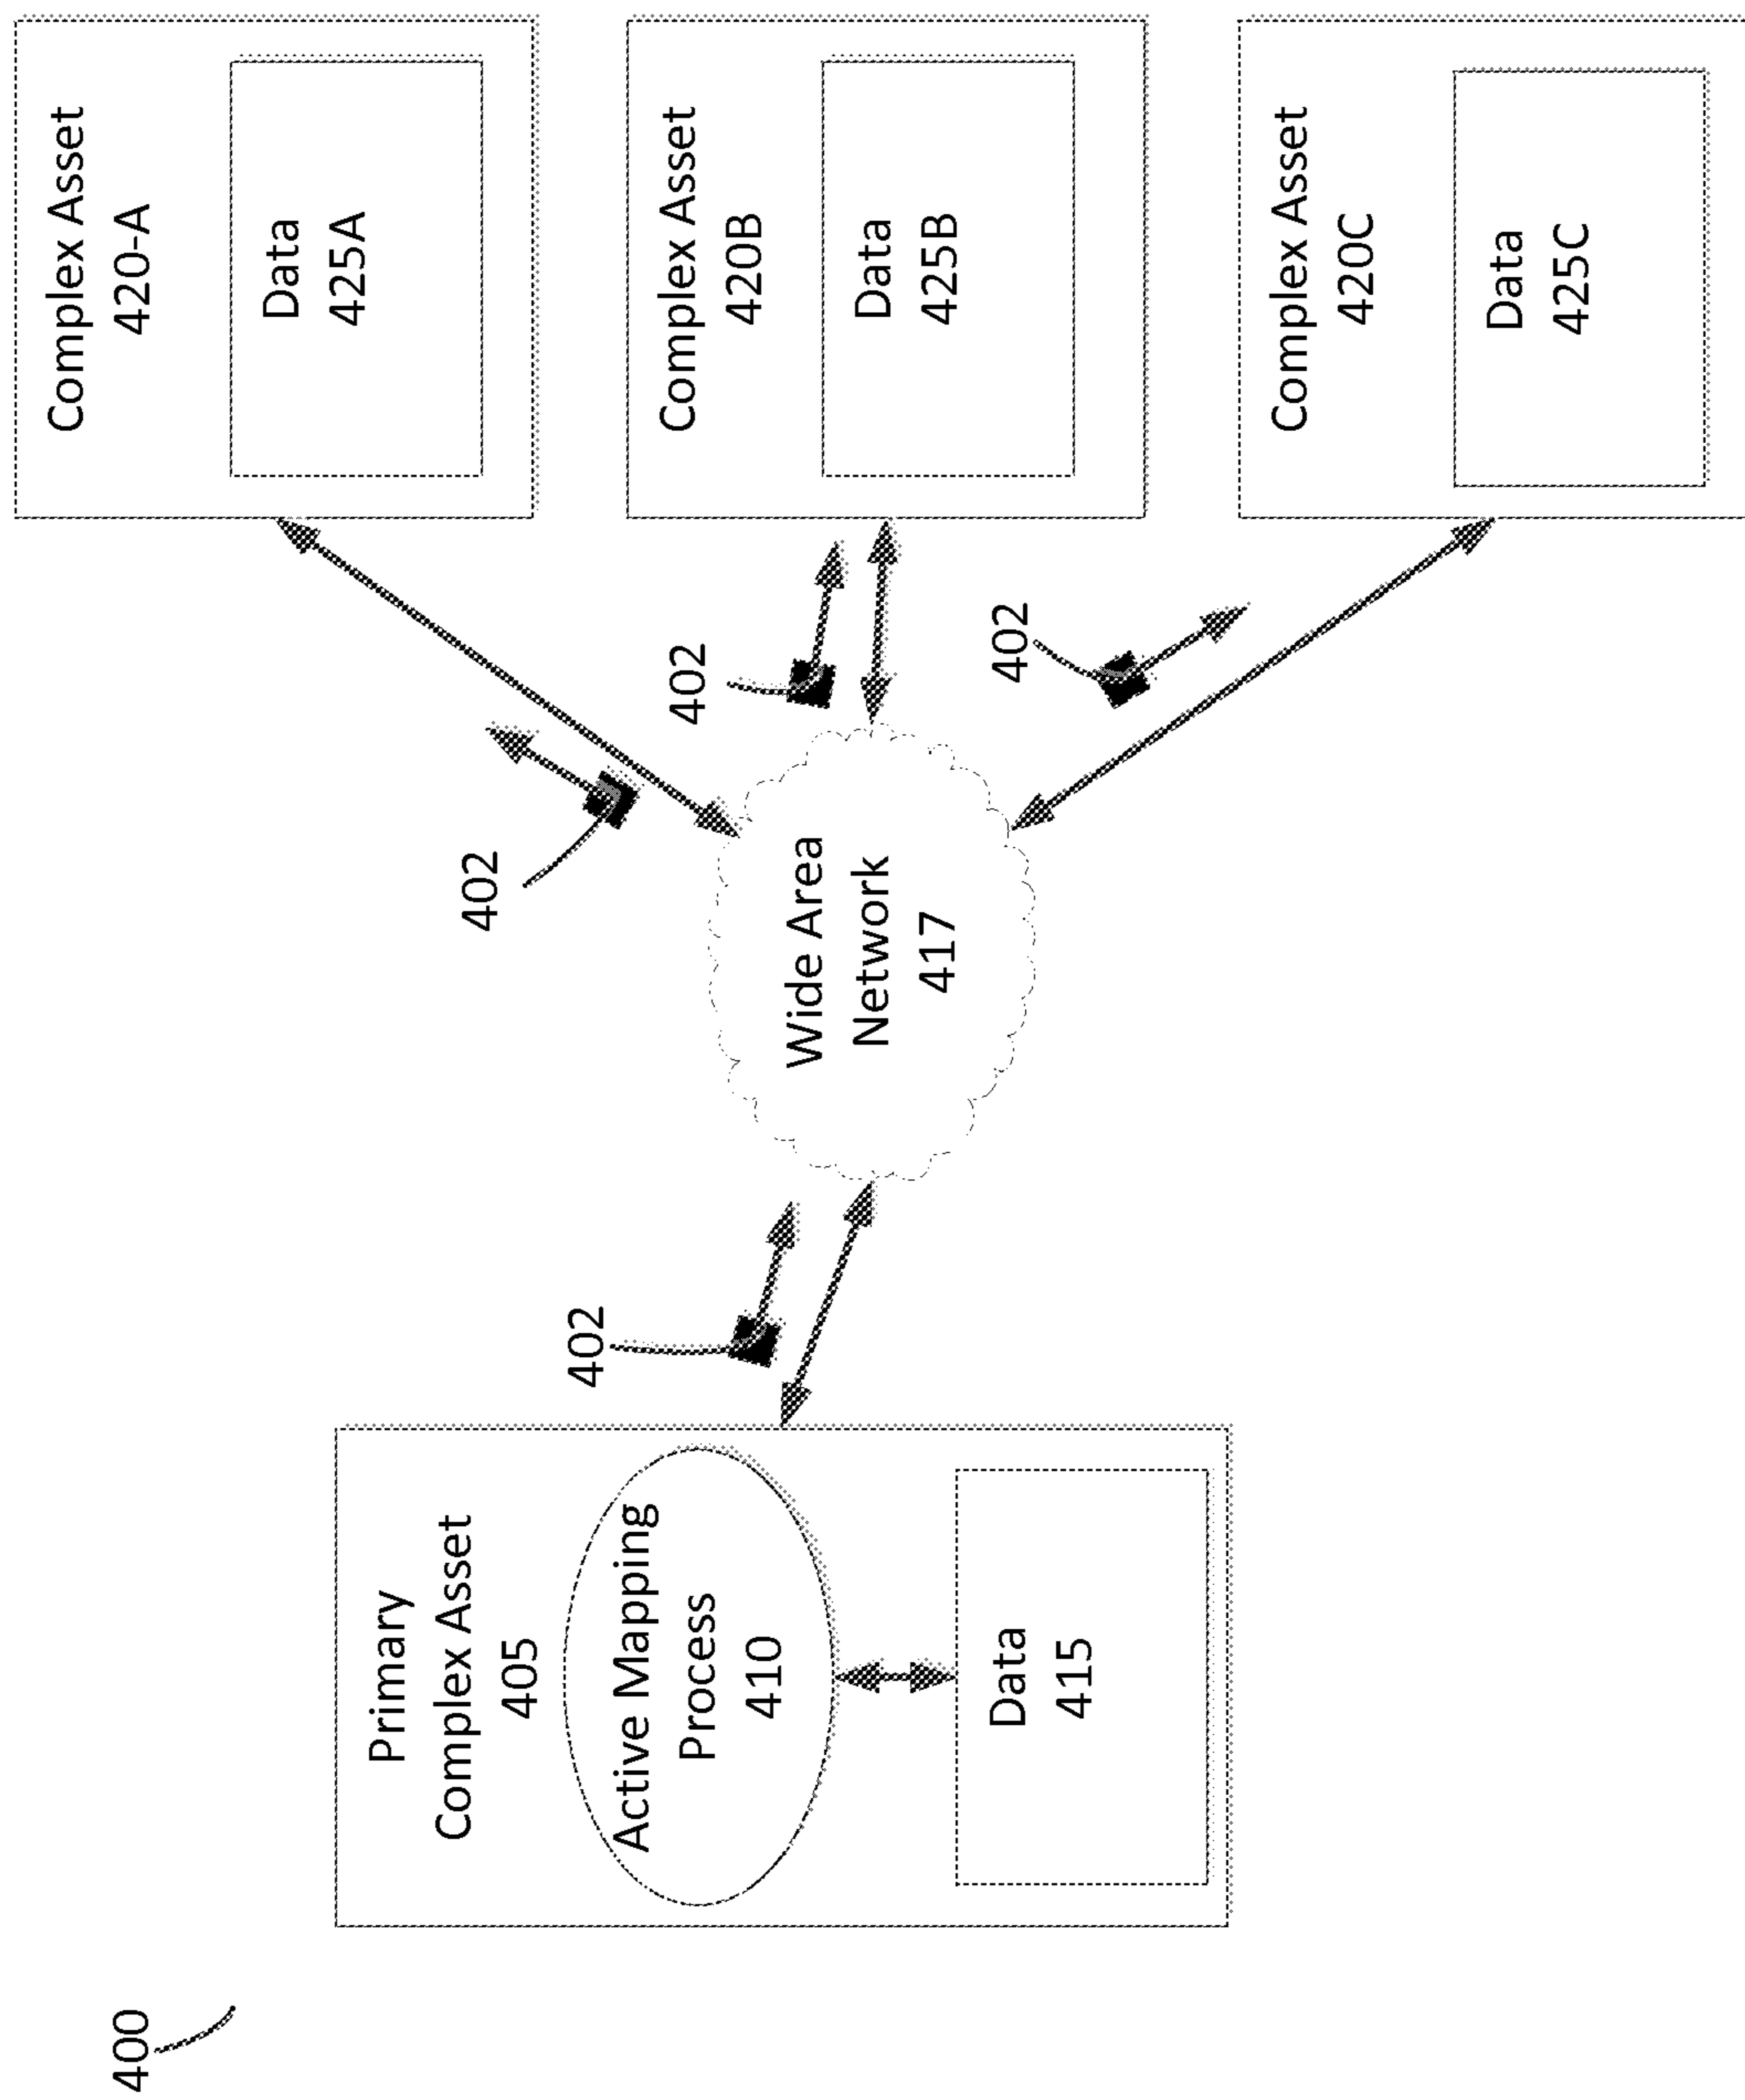 400
Primary
Complex Asset
405
Active Mapping
Process
410
Data
415
402
Wide Area
Network
417
402
402
402
Complex Asset
420-A
Data
425A
Complex Asset
420B
Data
425B
Complex Asset
420C
Data
425C